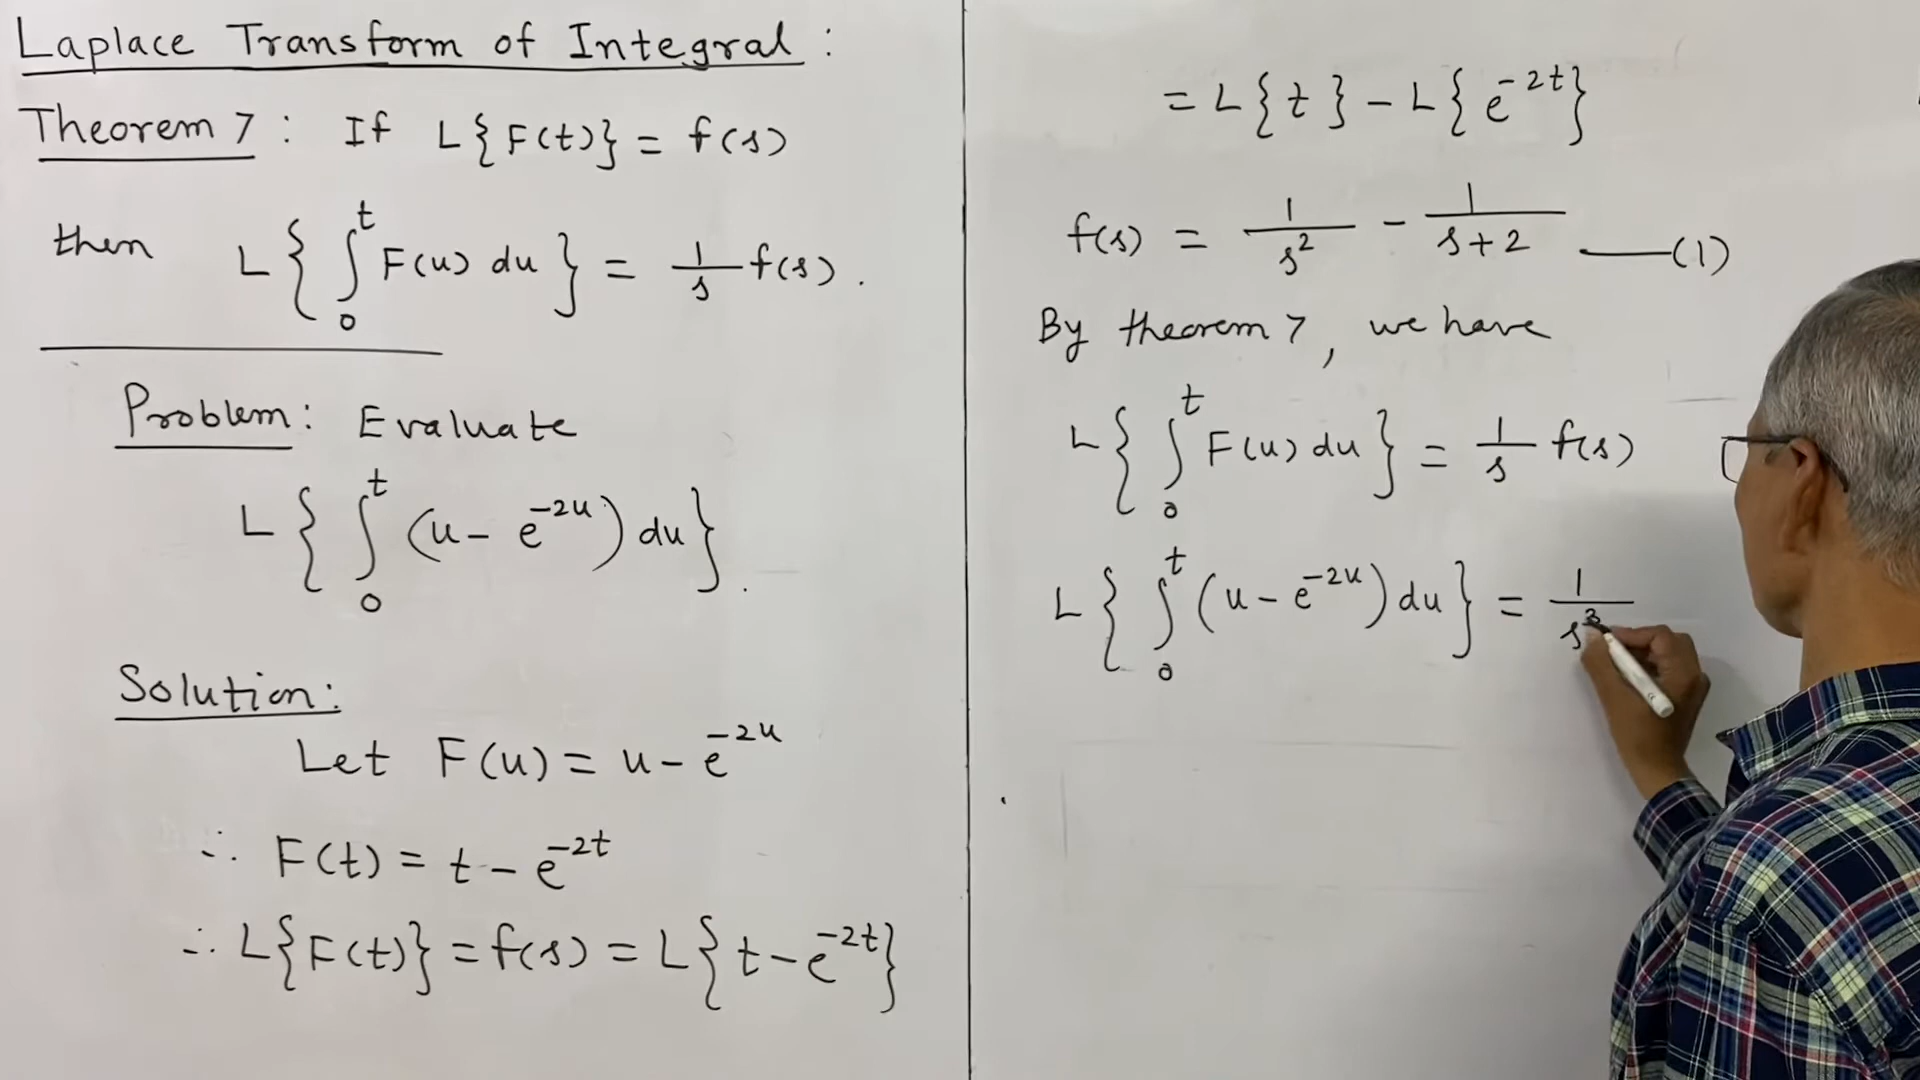 Laplace Transform of Integral :
Theorem 7 : If L{F(t)} = f(s)
then L{∫₀ᵗ F(u) du} = 1/s f(s).
Problem : Evaluate
L{∫₀ᵗ (u - e⁻²ᵘ) du}.
Solution :
Let F(u) = u - e⁻²ᵘ
∴ F(t) = t - e⁻²ᵗ
∴ L{F(t)} = f(s) = L{t - e⁻²ᵗ}
= L{t} - L{e⁻²ᵗ}
f(s) = 1/s² - 1/(s+2) —(1)
By theorem 7, we have
L{∫₀ᵗ F(u) du} = 1/s f(s)
L{∫₀ᵗ (u - e⁻²ᵘ) du} = 1/s³